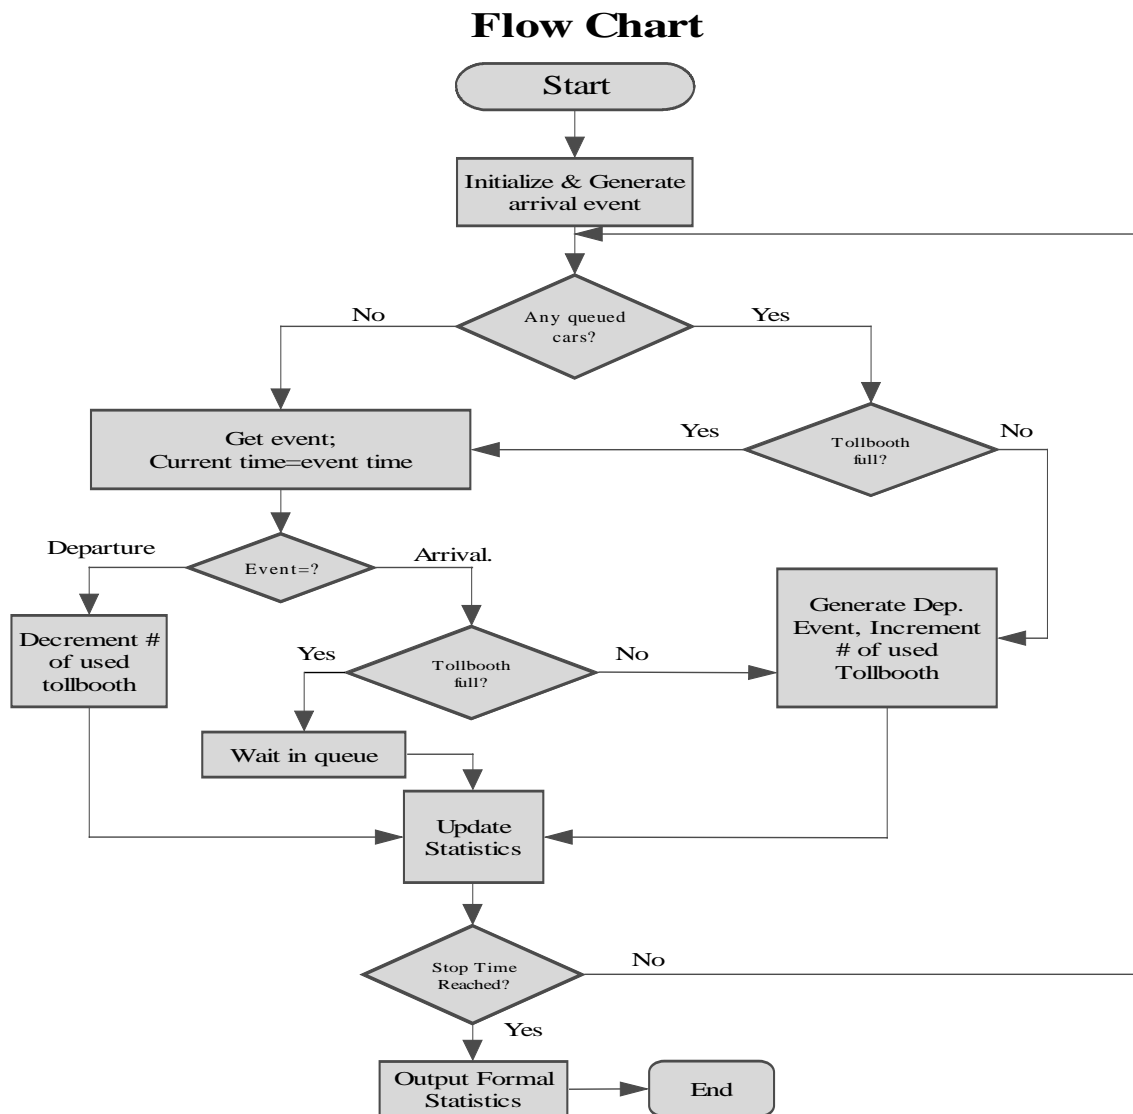 Flow Chart
Start
Initialize & Generate
arrival event
Any queued
cars?
No
Yes
Get event;
Current time=event time
Yes
Tollbooth
full?
No
Departure
Event=?
Arrival.
Decrement #
of used
tollbooth
Yes
Tollbooth
full?
No
Generate Dep.
Event, Increment
# of used
Tollbooth
Wait in queue
Update
Statistics
Stop Time
Reached?
No
Yes
Output Formal
Statistics
End